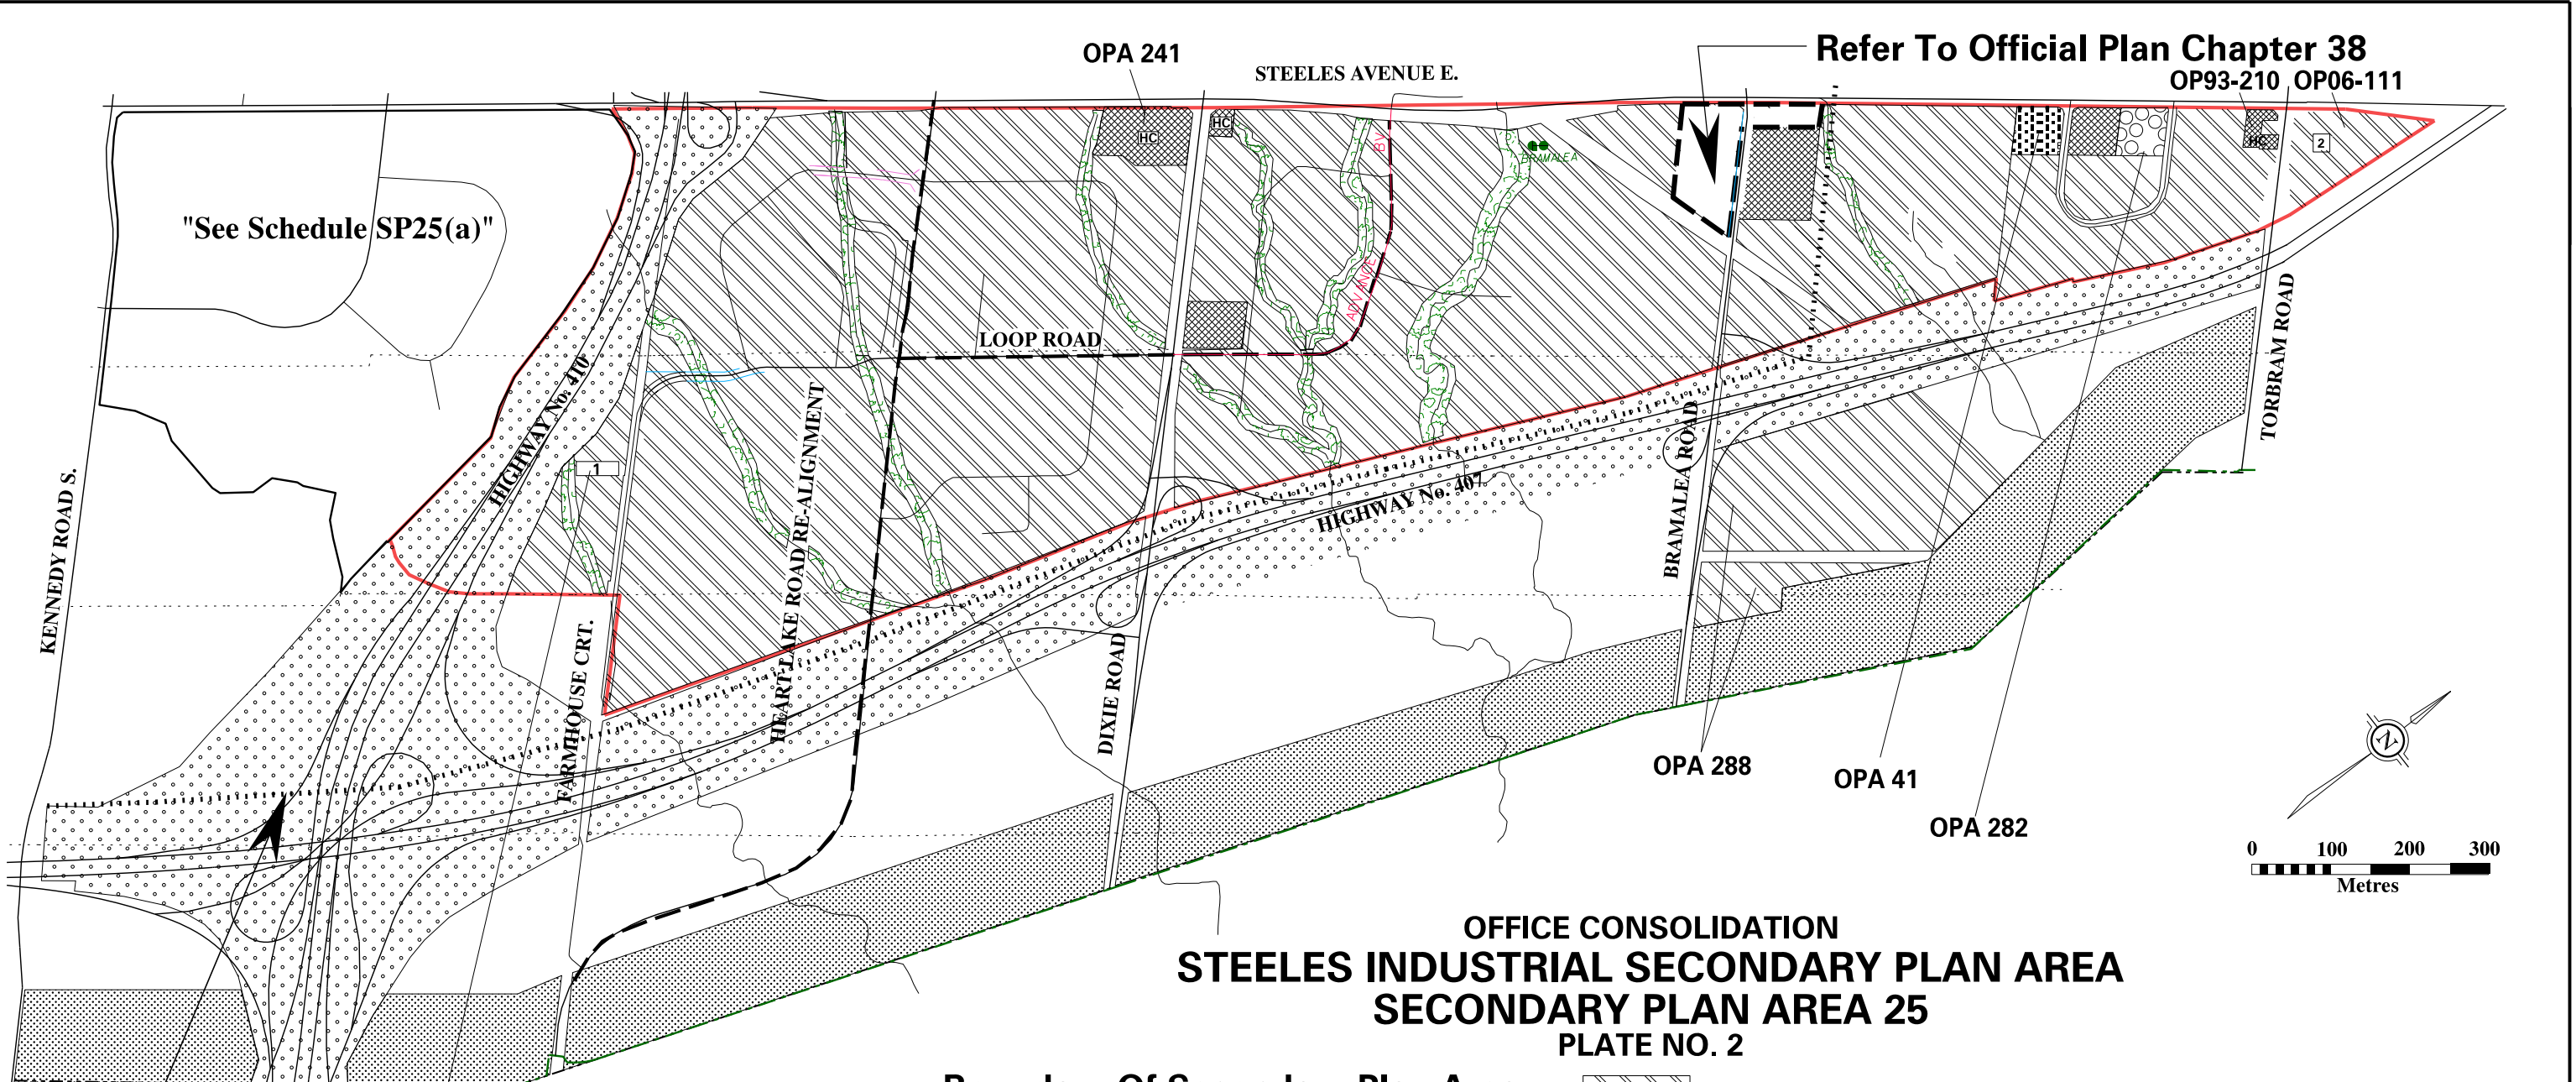 Refer To Official Plan Chapter 38
OPA 241
STEELES AVENUE E.
OP93-210 OP06-111
HC
HC
BV
BRAMALEA
HC
2
"See Schedule SP25(a)"
ADVANCE
LOOP ROAD
HIGHWAY No. 410
TORBRAM ROAD
1
HIGHWAY No. 407
BRAMALEA ROAD
KENNEDY ROAD S.
HEART LAKE ROAD RE-ALIGNMENT
FARMHOUSE CRT.
DIXIE ROAD
N
OPA 288
OPA 41
OPA 282
0 100 200 300
Metres
OFFICE CONSOLIDATION
STEELES INDUSTRIAL SECONDARY PLAN AREA
SECONDARY PLAN AREA 25
PLATE NO. 2